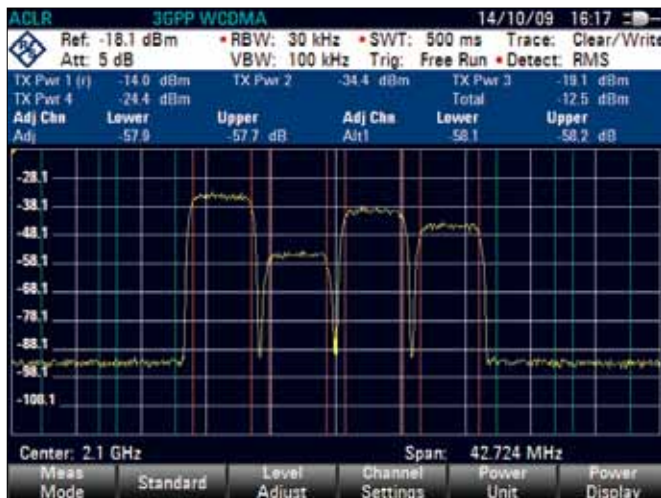 ACLR 3GPP WCDMA 14/10/09 16:17
Ref: -18.1 dBm • RBW: 30 kHz • SWT: 500 ms Trace: Clear/Write
Att: 5 dB VBW: 100 kHz Trig: Free Run • Detect: RMS
TX Pwr 1 (r) -14.0 dBm TX Pwr 2 -34.4 dBm TX Pwr 3 -19.1 dBm
TX Pwr 4 -24.4 dBm Total -12.5 dBm
Adj Chn Lower Upper Adj Chn Lower Upper
Adj -57.9 -57.7 dB Alt1 -58.1 -58.2 dB
-28.1
-38.1
-48.1
-58.1
-68.1
-78.1
-88.1
-98.1
-108.1
Center: 2.1 GHz Span: 42.724 MHz
Meas Mode Standard Level Adjust Channel Settings Power Unit Power Display